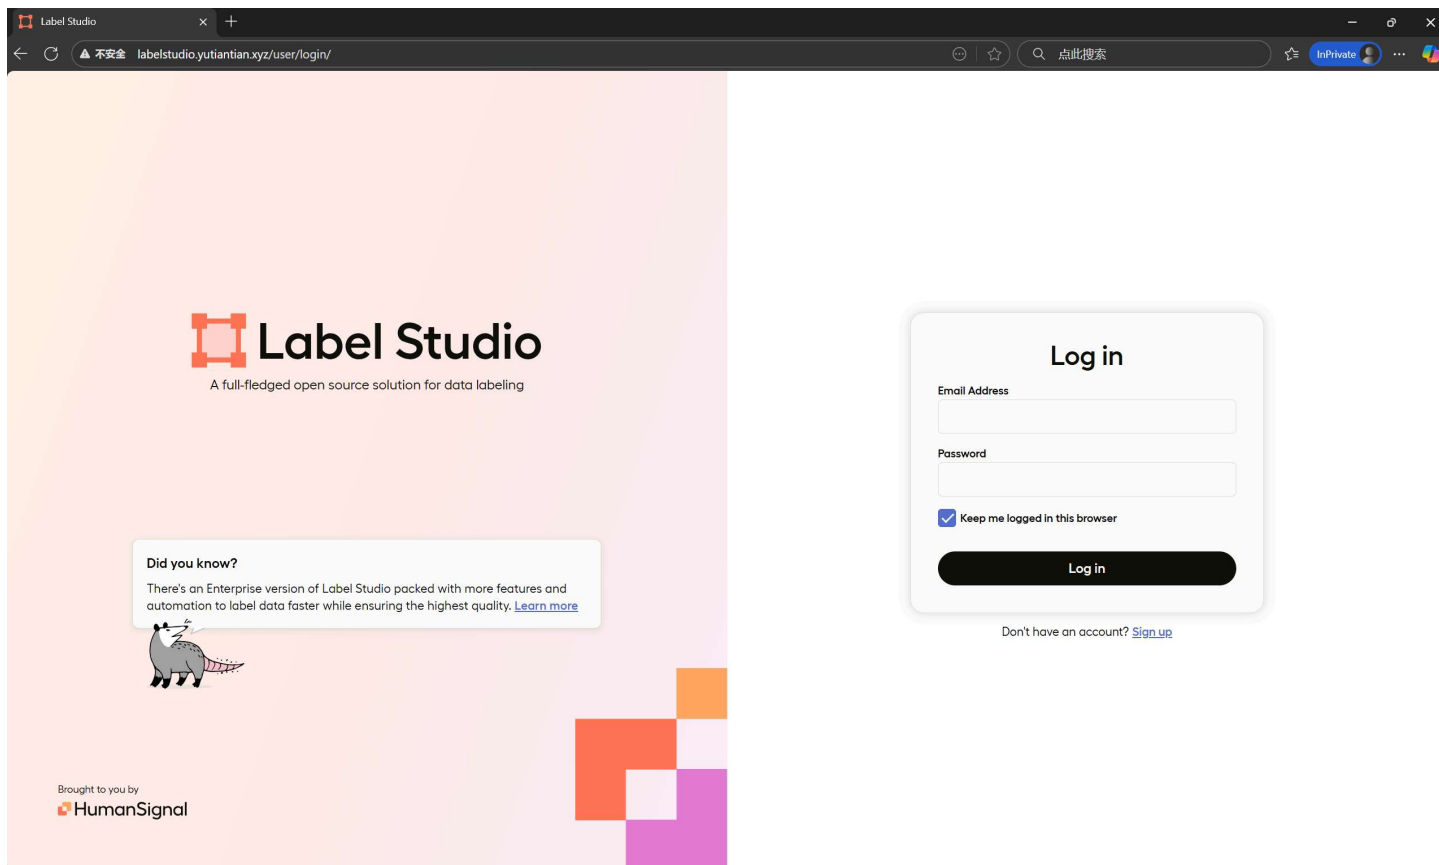 Label Studio
不安全 labelstudio.yutiantian.xyz/user/login/
点此搜索
InPrivate
Label Studio
A full-fledged open source solution for data labeling
Did you know?
There's an Enterprise version of Label Studio packed with more features and
automation to label data faster while ensuring the highest quality. Learn more
Brought to you by
HumanSignal
Log in
Email Address
Password
Keep me logged in this browser
Log in
Don't have an account? Sign up